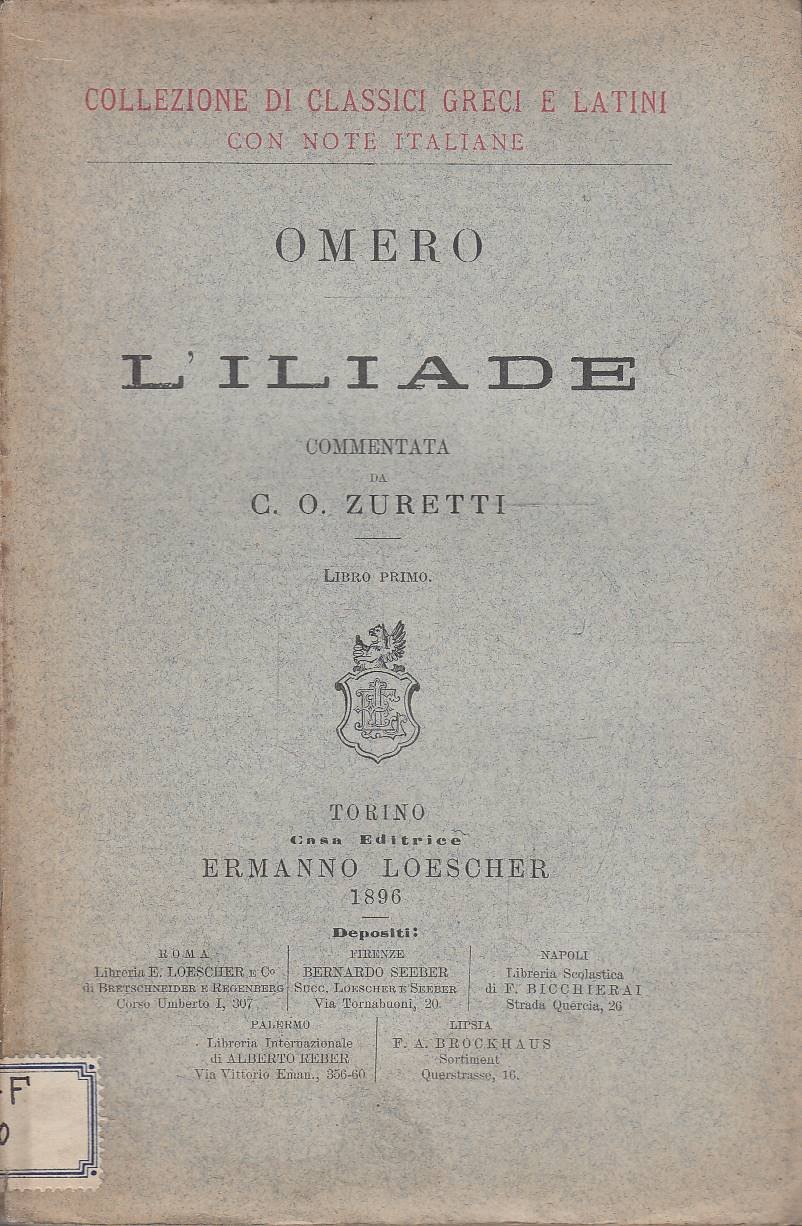 COLLEZIONE DI CLASSICI GRECI E LATINI
CON NOTE ITALIANE
OMERO
L'ILIADE
COMMENTATA
DA
C. O. ZURETTI
LIBRO PRIMO.
TORINO
Casa Editrice
ERMANNO LOESCHER
1896
Depositi:
ROMA
Libreria E. LOESCHER E Cº
di BRETSCHNEIDER E REGENBERG
Corso Umberto I, 307
FIRENZE
BERNARDO SEEBER
SUCC. LOESCHER E SEEBER
Via Tornabuoni, 20
NAPOLI
Libreria Scolastica
di F. BICCHIERAI
Strada Quercia, 26
PALERMO
Libreria Internazionale
di ALBERTO REBER
Via Vittorio Eman., 356-60
LIPSIA
F. A. BROCKHAUS
Sortiment
Querstrasse, 16.
F